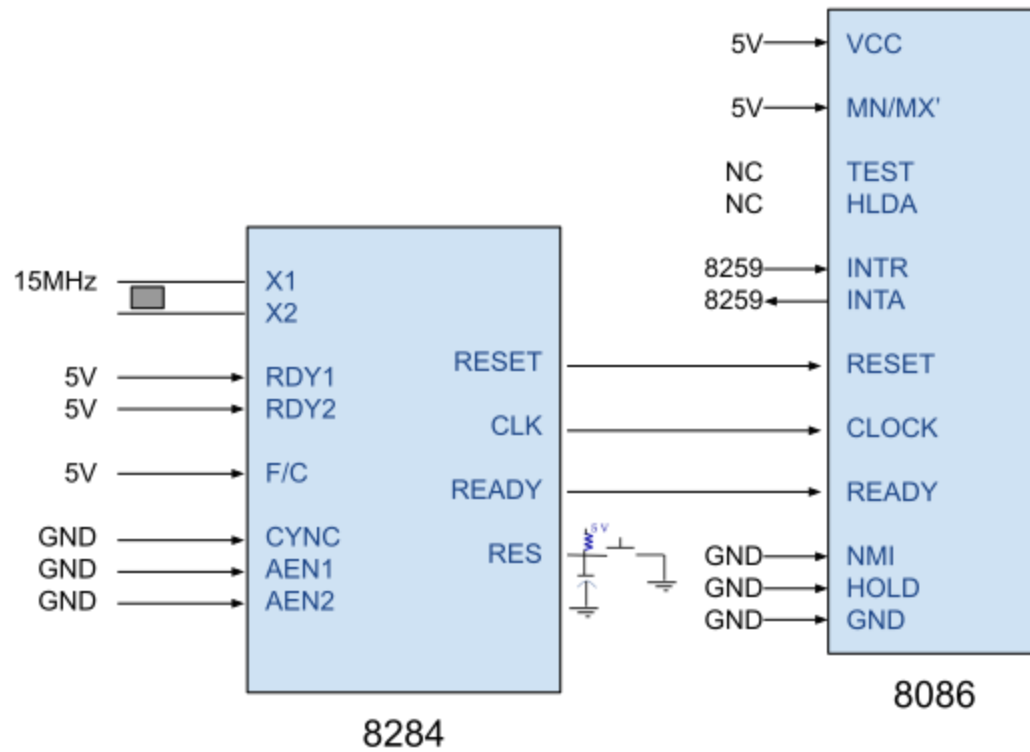 5V VCC
5V MN/MX'
NC TEST
NC HLDA
8259 INTR
8259 INTA
RESET
CLOCK
READY
GND NMI
GND HOLD
GND GND
8086
15MHz X1
X2
5V RDY1
5V RDY2
5V F/C
GND CYNC
GND AEN1
GND AEN2
RESET
CLK
READY
RES
5 V
8284